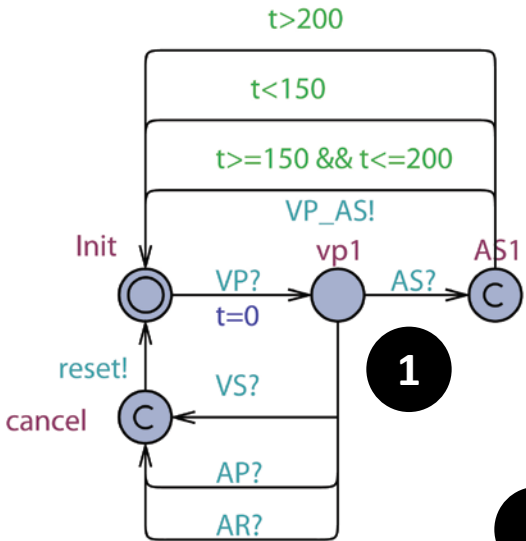 t>200
t<150
t>=150 && t<=200
VP_AS!
Init
vp1
AS1
VP?
AS?
C
t=0
1
reset!
VS?
cancel
C
AP?
AR?